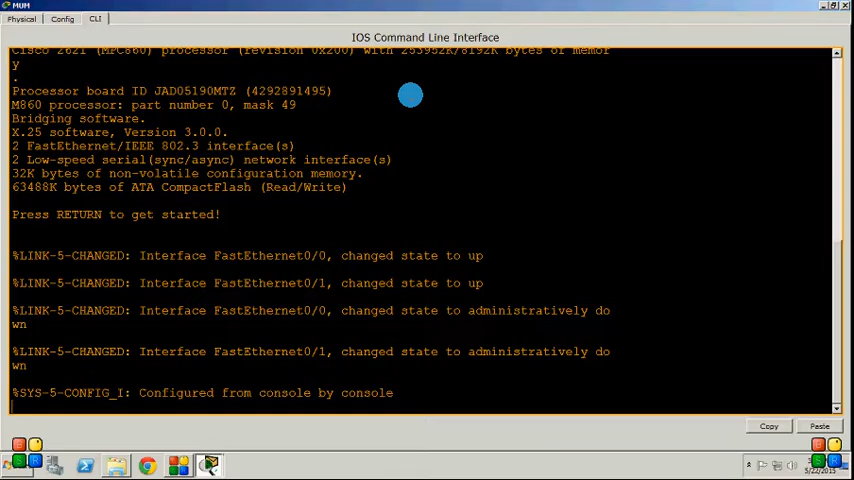 MUM
Physical Config CLI
IOS Command Line Interface
Cisco 2621 (MPC860) processor (revision 0x200) with 253952K/8192K bytes of memor
y
.
Processor board ID JAD05190MTZ (4292891495)
M860 processor: part number 0, mask 49
Bridging software.
X.25 software, Version 3.0.0.
2 FastEthernet/IEEE 802.3 interface(s)
2 Low-speed serial(sync/async) network interface(s)
32K bytes of non-volatile configuration memory.
63488K bytes of ATA CompactFlash (Read/Write)
Press RETURN to get started!
%LINK-5-CHANGED: Interface FastEthernet0/0, changed state to up
%LINK-5-CHANGED: Interface FastEthernet0/1, changed state to up
%LINK-5-CHANGED: Interface FastEthernet0/0, changed state to administratively do
wn
%LINK-5-CHANGED: Interface FastEthernet0/1, changed state to administratively do
wn
%SYS-5-CONFIG_I: Configured from console by console
Copy Paste
5/22/2015